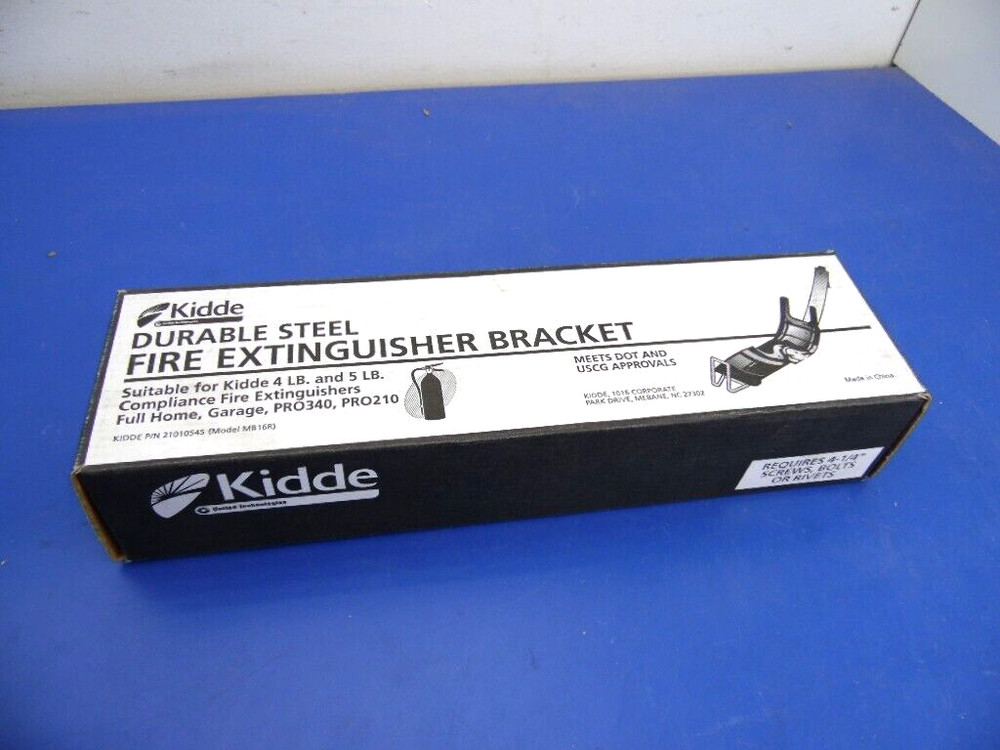 Kidde
DURABLE STEEL
FIRE EXTINGUISHER BRACKET
Suitable for Kidde 4 LB. and 5 LB.
Compliance Fire Extinguishers
Full Home, Garage, PRO340, PRO210
KIDDE P/N 21010545 (Model MB16R)
MEETS DOT AND
USCG APPROVALS
KIDDE, 1016 CORPORATE
PARK DRIVE, MEBANE, NC 27302
Made in China
Kidde
United Technologies
REQUIRES 4-1/4"
SCREWS, BOLTS
OR RIVETS